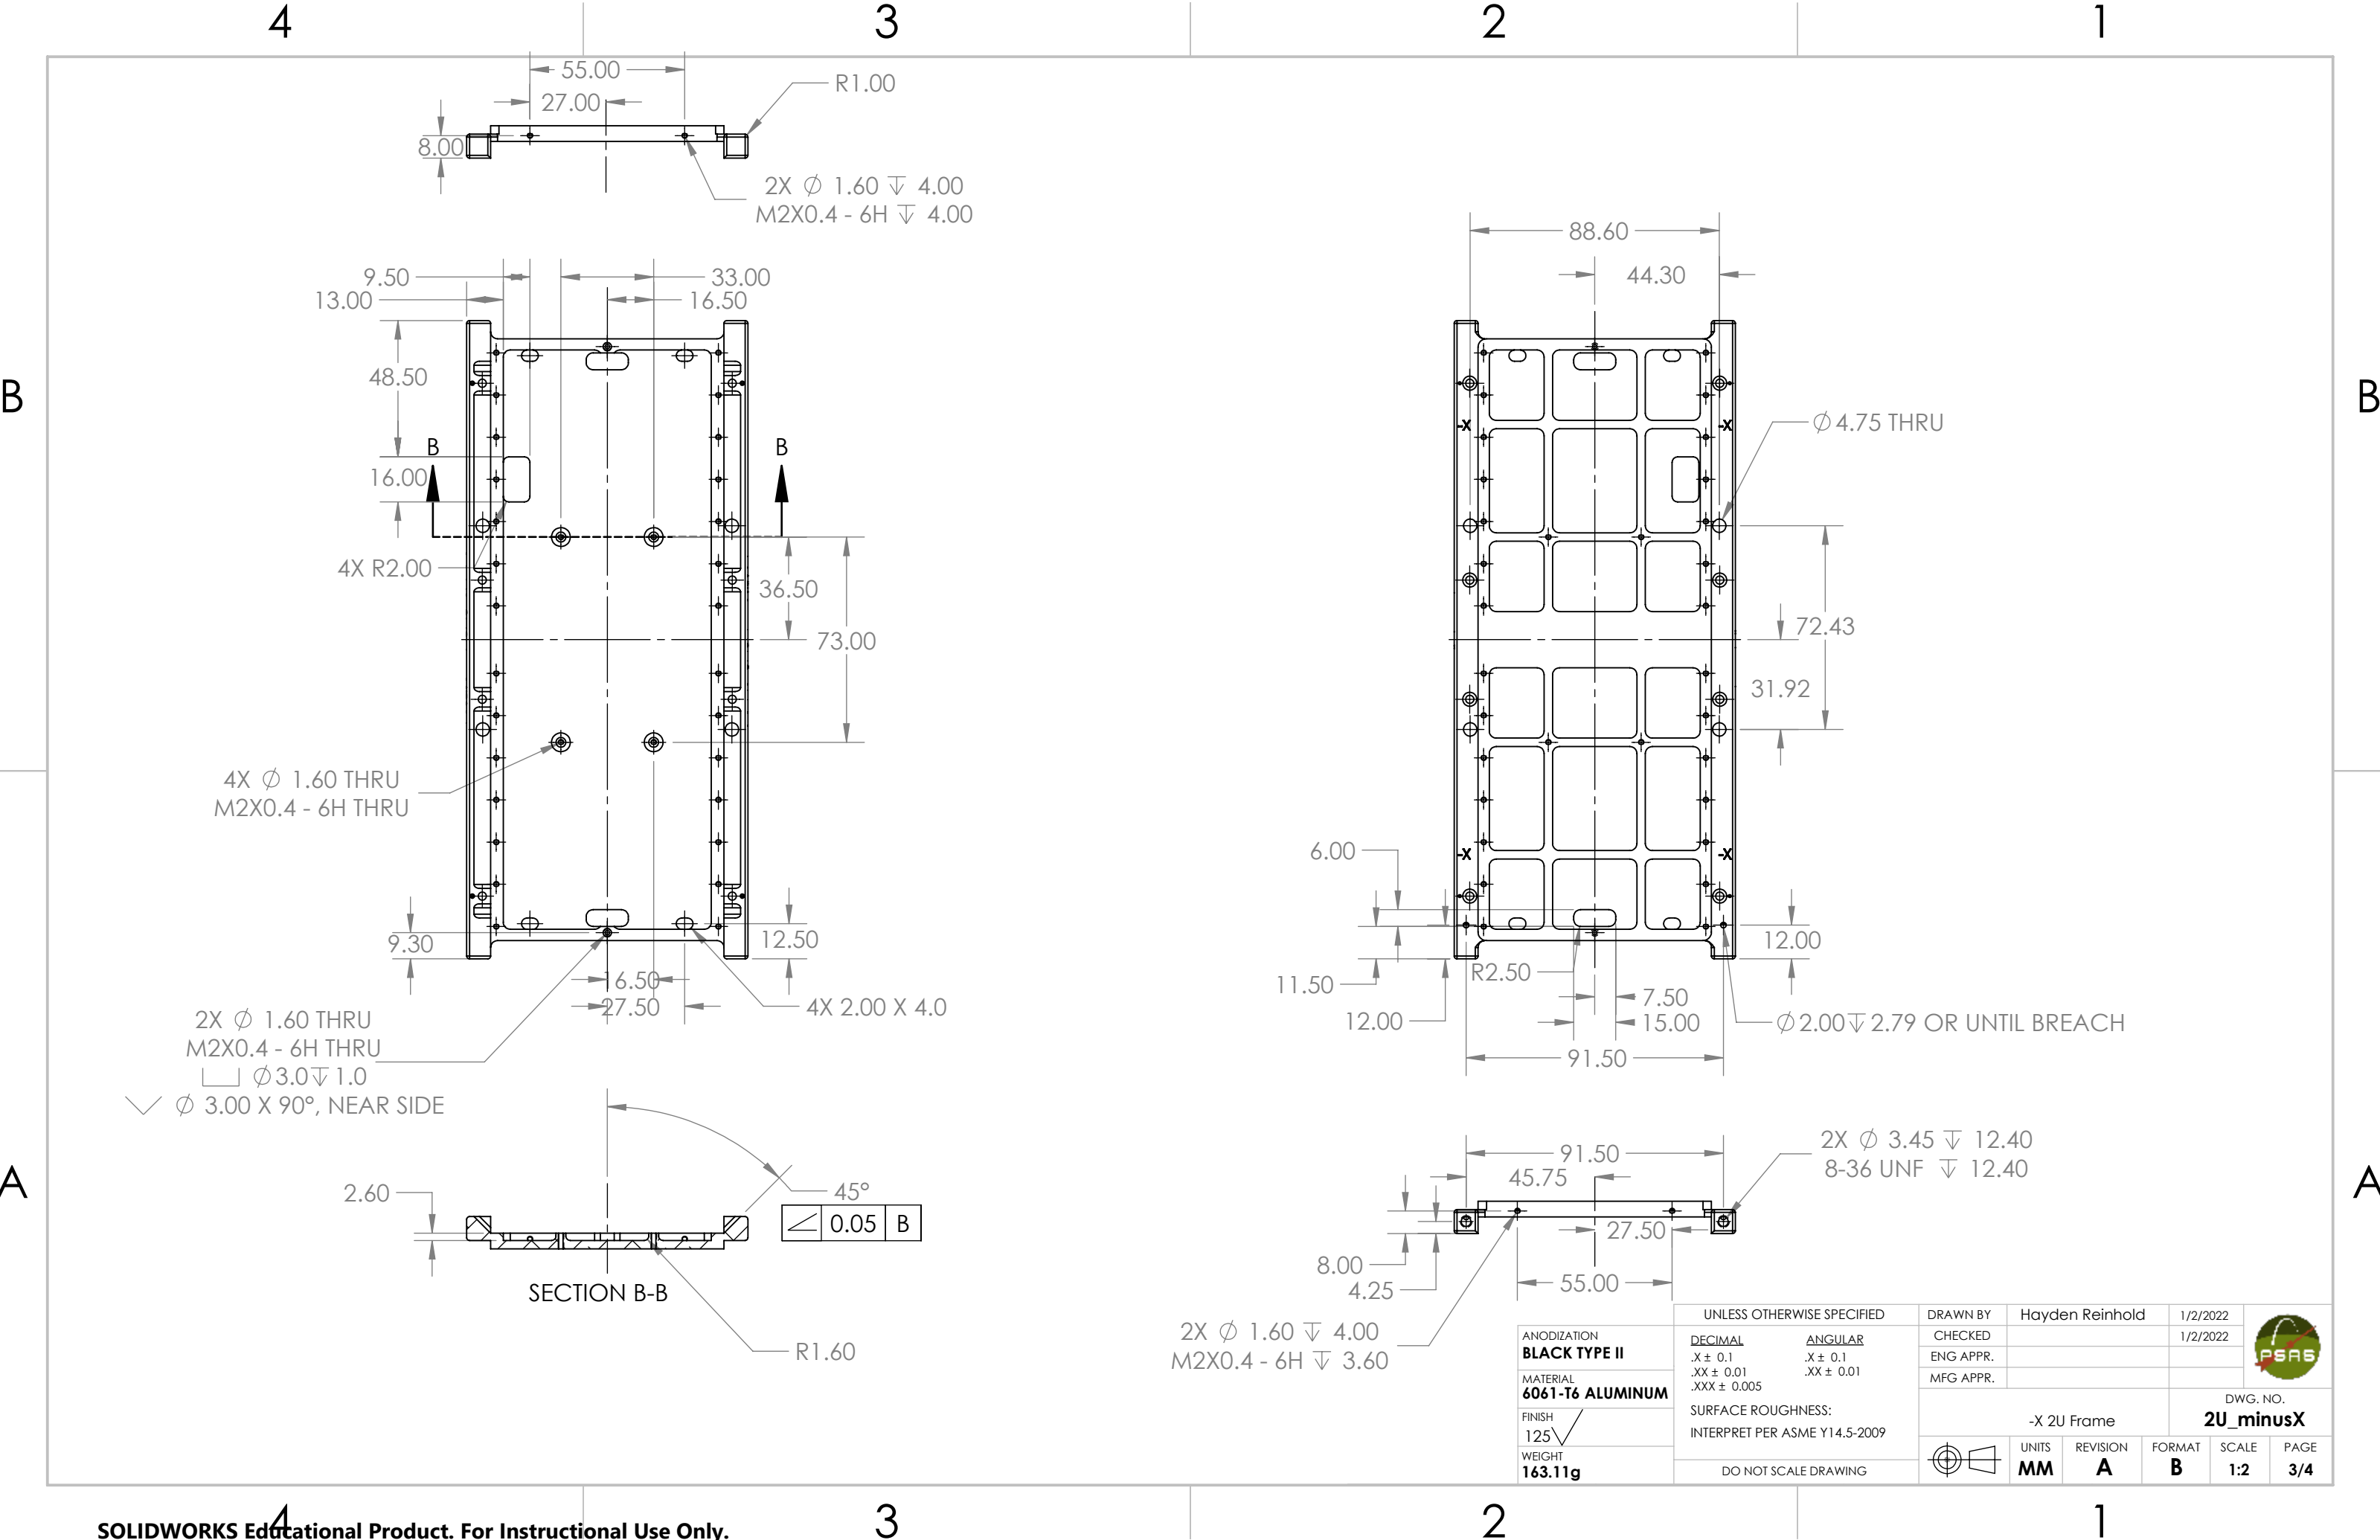 4
3
2
1
55.00
27.00
R1.00
8.00
2X ∅ 1.60 ↧ 4.00
M2X0.4 - 6H ↧ 4.00
9.50
33.00
13.00
16.50
48.50
B
B
B
B
16.00
4X R2.00
36.50
73.00
4X ∅ 1.60 THRU
M2X0.4 - 6H THRU
9.30
12.50
16.50
27.50
4X 2.00 X 4.0
2X ∅ 1.60 THRU
M2X0.4 - 6H THRU
⌴ ∅3.0↧1.0
⌵ ∅ 3.00 X 90°, NEAR SIDE
88.60
44.30
∅4.75 THRU
-X
-X
72.43
31.92
-X
-X
6.00
12.00
11.50
R2.50
7.50
12.00
15.00
∅2.00↧2.79 OR UNTIL BREACH
91.50
A
A
2.60
45°
∠ 0.05 B
SECTION B-B
R1.60
91.50
45.75
2X ∅ 3.45 ↧ 12.40
8-36 UNF ↧ 12.40
27.50
8.00
4.25
55.00
2X ∅ 1.60 ↧ 4.00
M2X0.4 - 6H ↧ 3.60
ANODIZATION
BLACK TYPE II
MATERIAL
6061-T6 ALUMINUM
FINISH
125
WEIGHT
163.11g
UNLESS OTHERWISE SPECIFIED
DECIMAL ANGULAR
.X ± 0.1 .X ± 0.1
.XX ± 0.01 .XX ± 0.01
.XXX ± 0.005
SURFACE ROUGHNESS:
INTERPRET PER ASME Y14.5-2009
DO NOT SCALE DRAWING
DRAWN BY Hayden Reinhold 1/2/2022
CHECKED 1/2/2022
ENG APPR.
MFG APPR.
PSAS
-X 2U Frame
DWG. NO.
2U_minusX
UNITS REVISION FORMAT SCALE PAGE
MM A B 1:2 3/4
4
3
2
1
SOLIDWORKS Educational Product. For Instructional Use Only.